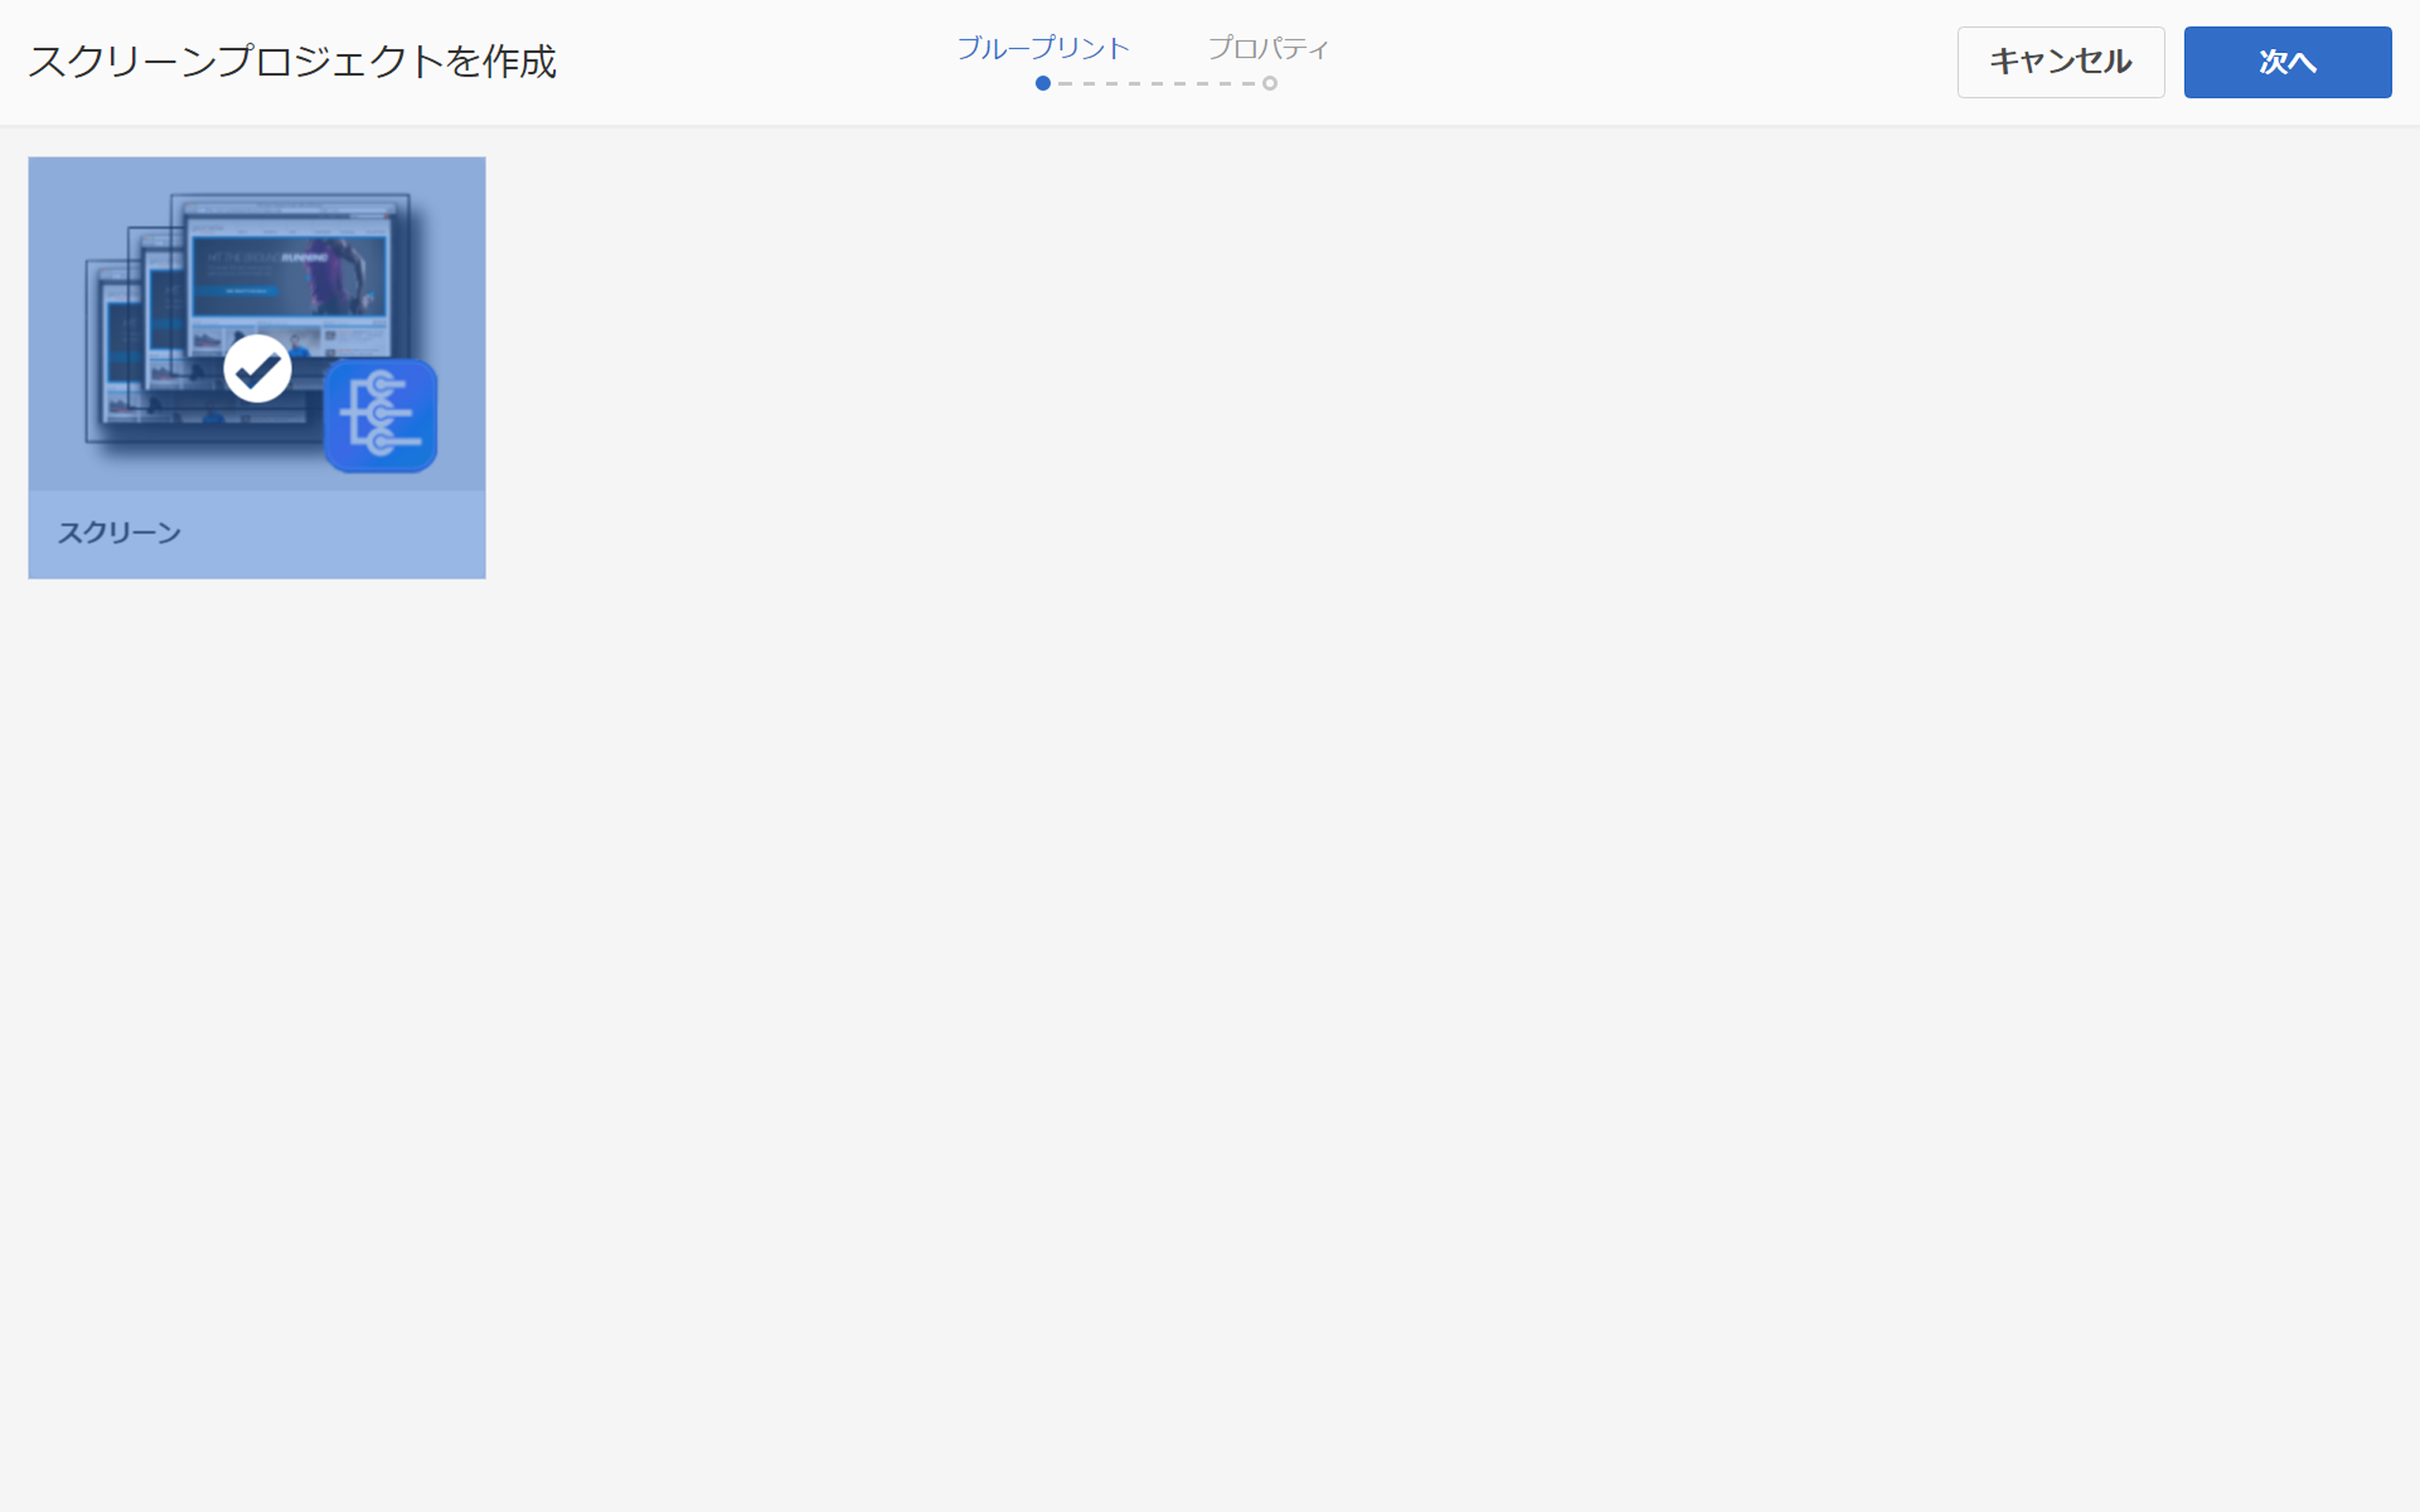 スクリーンプロジェクトを作成
ブループリント
プロパティ
キャンセル
次へ
HIT THE GROUND RUNNING
スクリーン